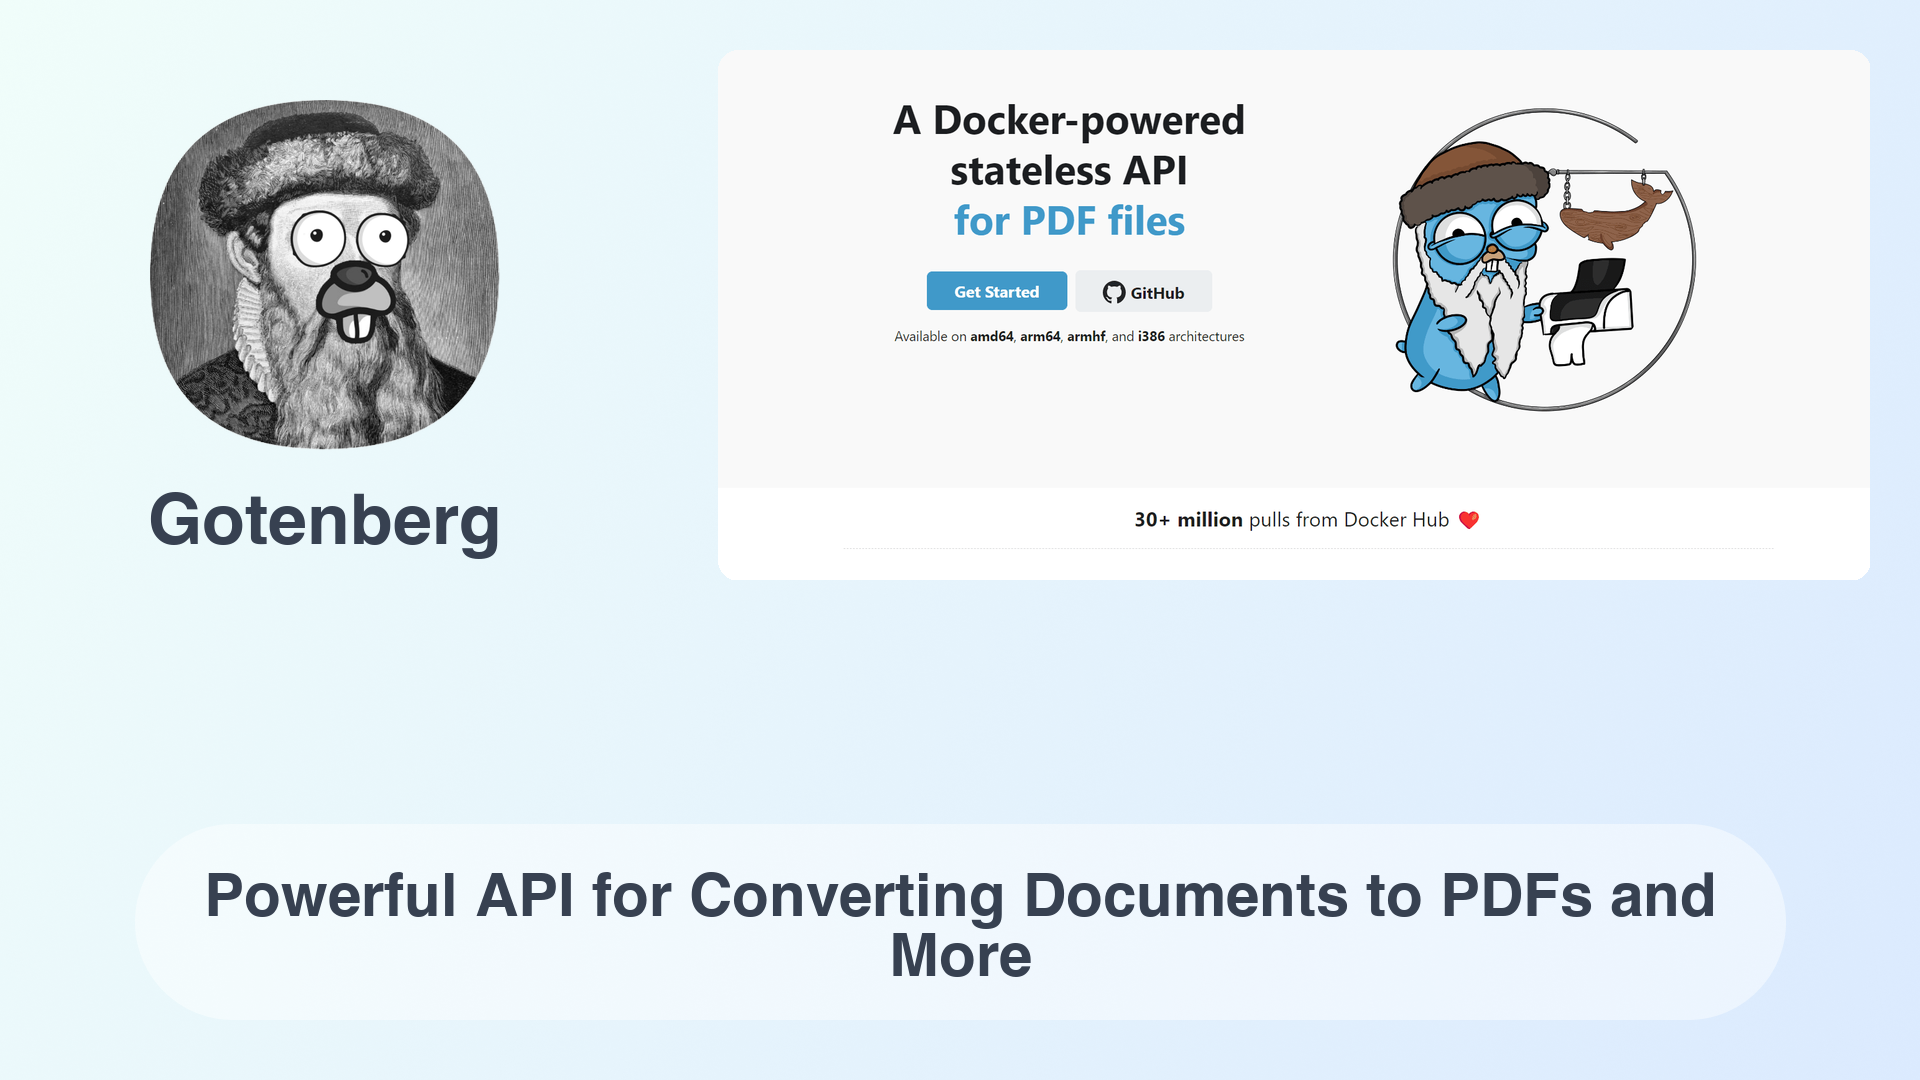 Gotenberg
A Docker-powered
stateless API
for PDF files
Get Started
GitHub
Available on amd64, arm64, armhf, and i386 architectures
30+ million pulls from Docker Hub ❤️
Powerful API for Converting Documents to PDFs and
More